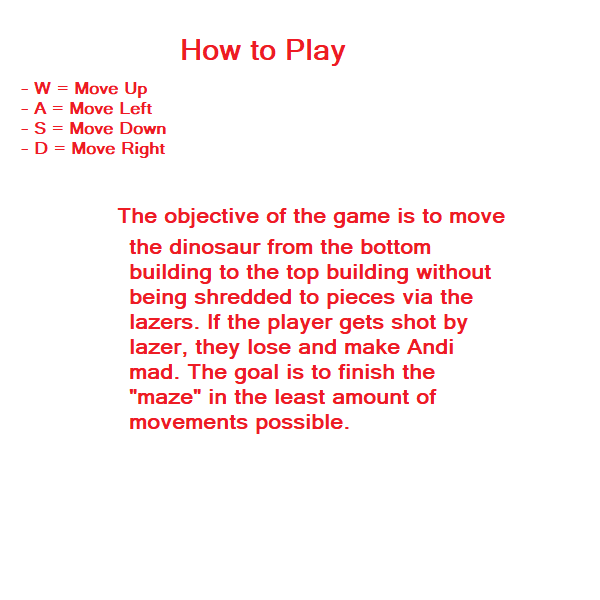 How to Play
- W = Move Up
- A = Move Left
- S = Move Down
- D = Move Right
The objective of the game is to move
the dinosaur from the bottom
building to the top building without
being shredded to pieces via the
lazers. If the player gets shot by
lazer, they lose and make Andi
mad. The goal is to finish the
"maze" in the least amount of
movements possible.